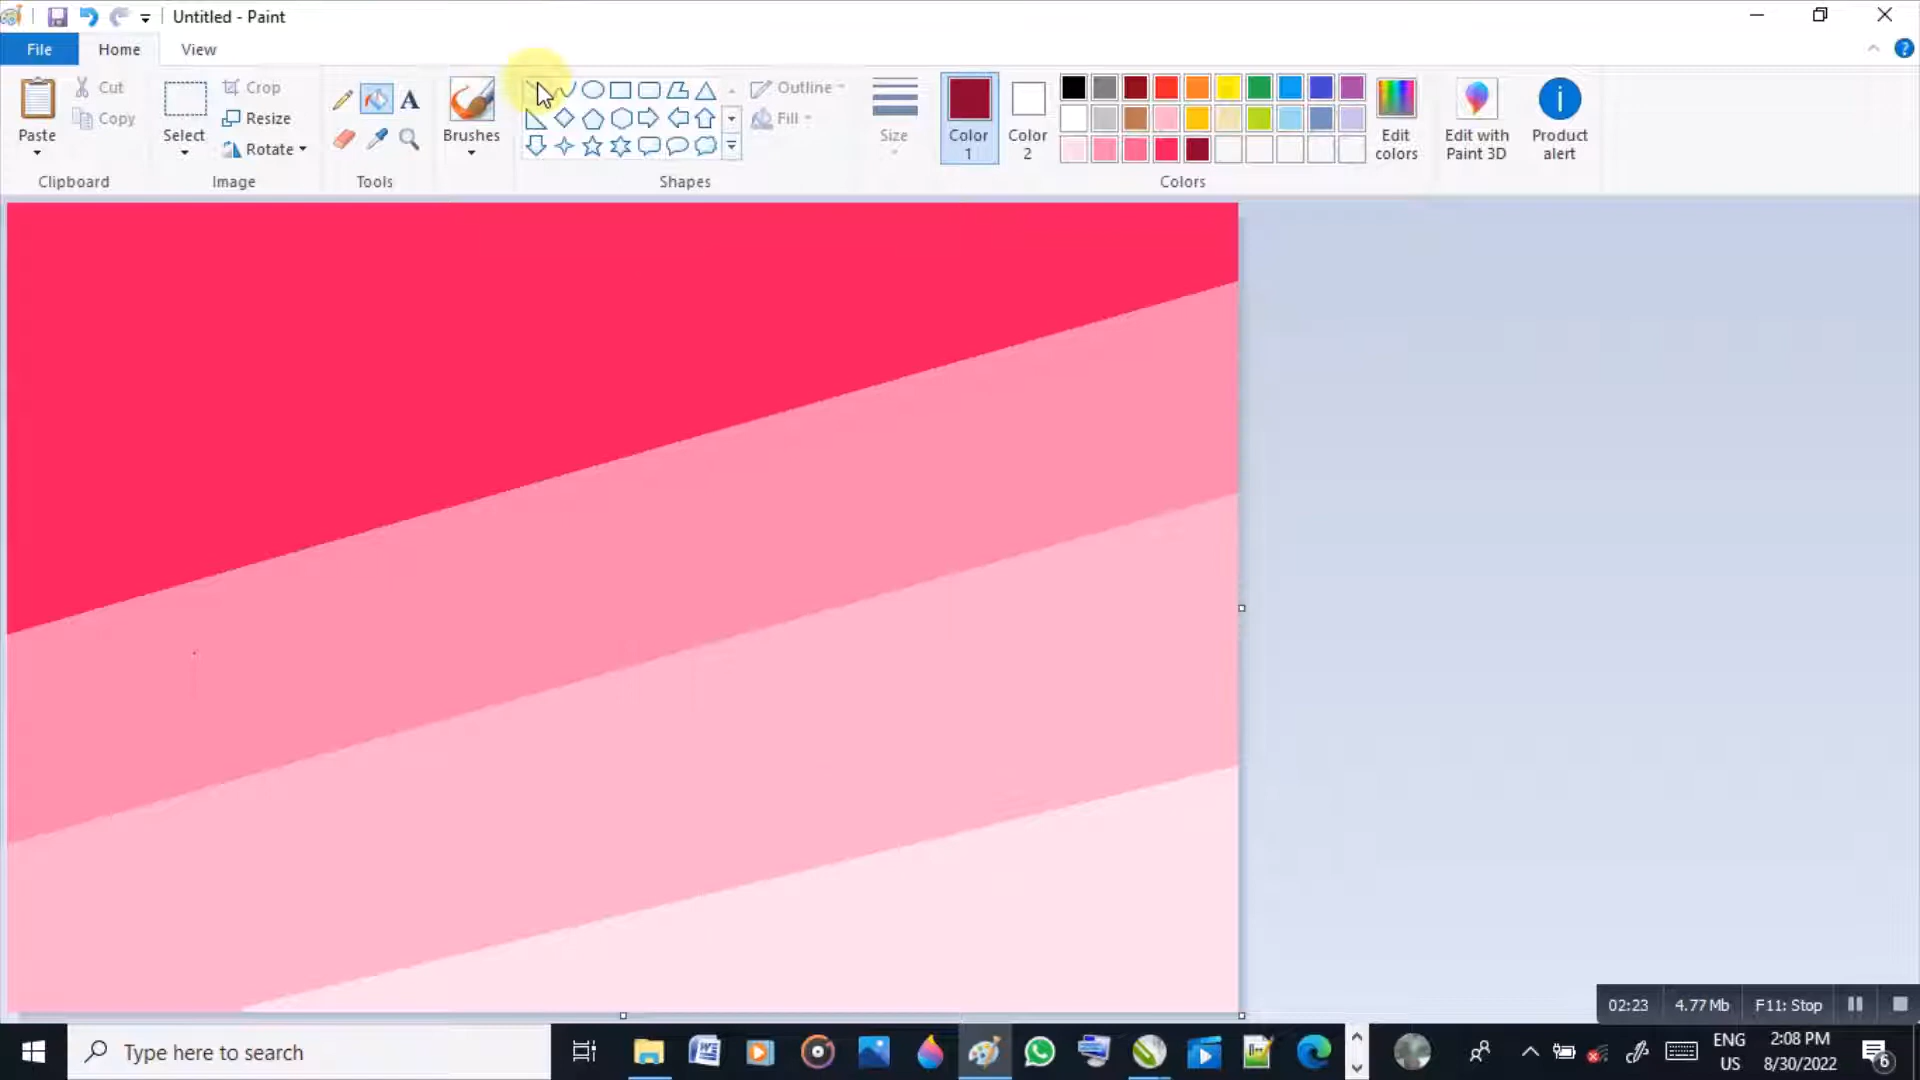 Untitled - Paint
File Home View
Paste
Cut
Copy
Clipboard
Select
Crop
Resize
Rotate
Image
A
Tools
Brushes
Shapes
Outline
Fill
Size
Color 1
Color 2
Colors
Edit colors
Edit with Paint 3D
Product alert
02:23 4.77 Mb F11: Stop
Type here to search
ENG US
2:08 PM
8/30/2022
6